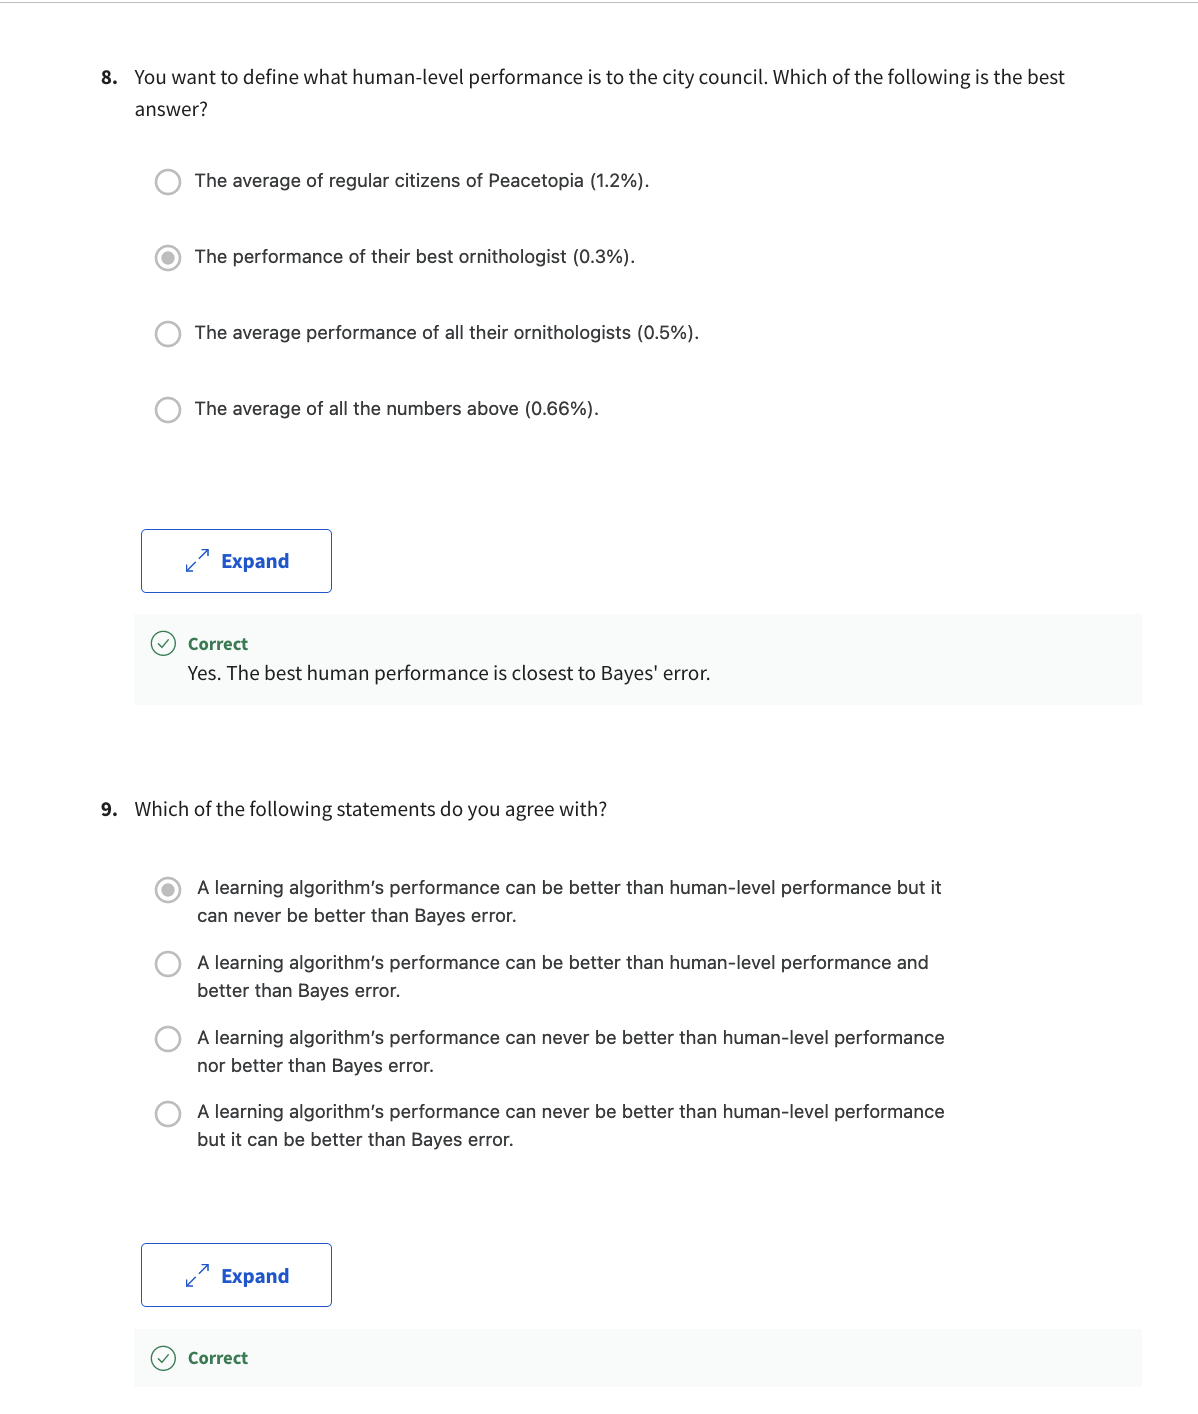 8. You want to define what human-level performance is to the city council. Which of the following is the best
answer?
The average of regular citizens of Peacetopia (1.2%).
The performance of their best ornithologist (0.3%).
The average performance of all their ornithologists (0.5%).
The average of all the numbers above (0.66%).
Expand
Correct
Yes. The best human performance is closest to Bayes' error.
9. Which of the following statements do you agree with?
A learning algorithm's performance can be better than human-level performance but it
can never be better than Bayes error.
A learning algorithm's performance can be better than human-level performance and
better than Bayes error.
A learning algorithm's performance can never be better than human-level performance
nor better than Bayes error.
A learning algorithm's performance can never be better than human-level performance
but it can be better than Bayes error.
Expand
Correct